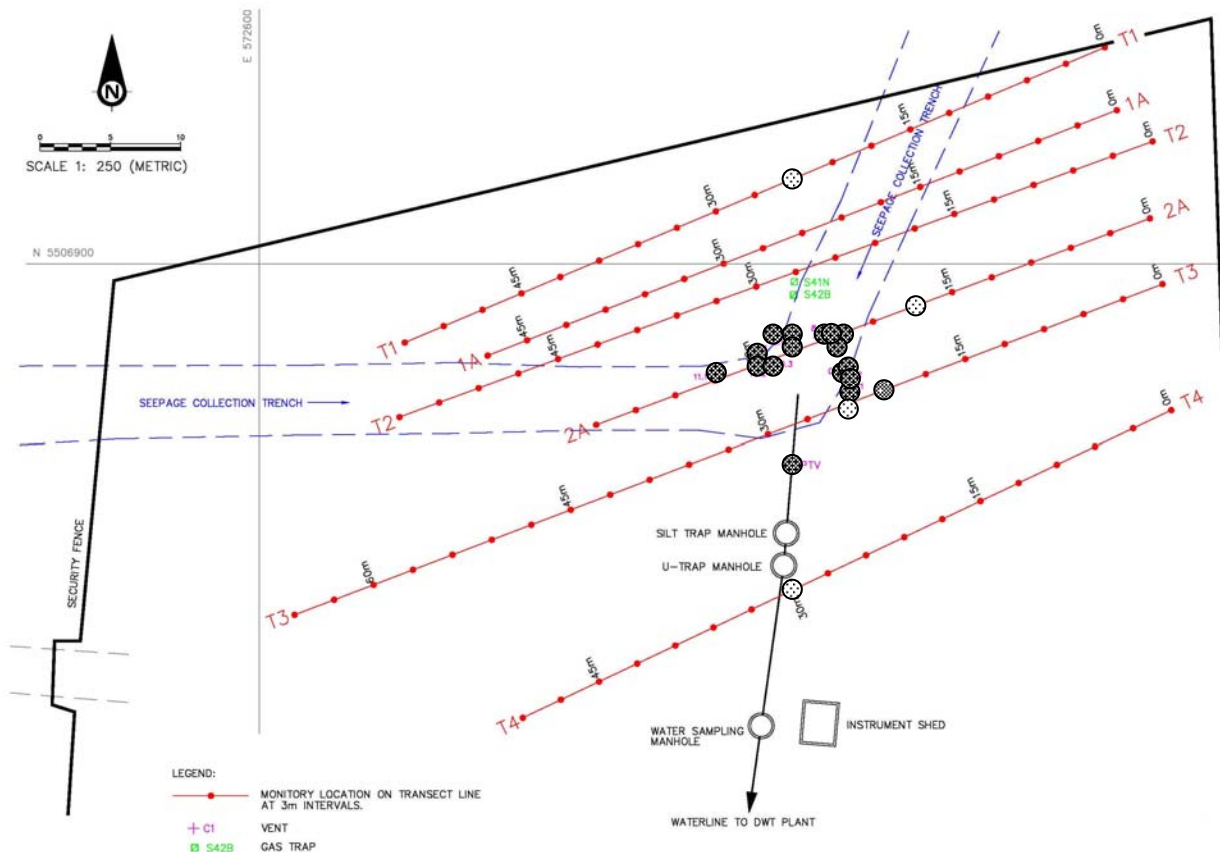 E 572600
0m
T1
N
1A
0m
SEEPAGE COLLECTION TRENCH
15m
0m
T2
0 5 10
SCALE 1: 250 (METRIC)
15m
15m
30m
0m
2A
N 5506900
30m
30m
0m
T3
45m
S41N
S42B
15m
45m
T1
1A
45m
15m
0m
T4
11.
.3
SEEPAGE COLLECTION TRENCH
T2
2A
30m
PTV
15m
45m
SILT TRAP MANHOLE
U-TRAP MANHOLE
SECURITY FENCE
60m
T3
30m
45m
T4
WATER SAMPLING
MANHOLE
INSTRUMENT SHED
LEGEND:
MONITORY LOCATION ON TRANSECT LINE
AT 3m INTERVALS.
C1 VENT
S42B GAS TRAP
WATERLINE TO DWT PLANT